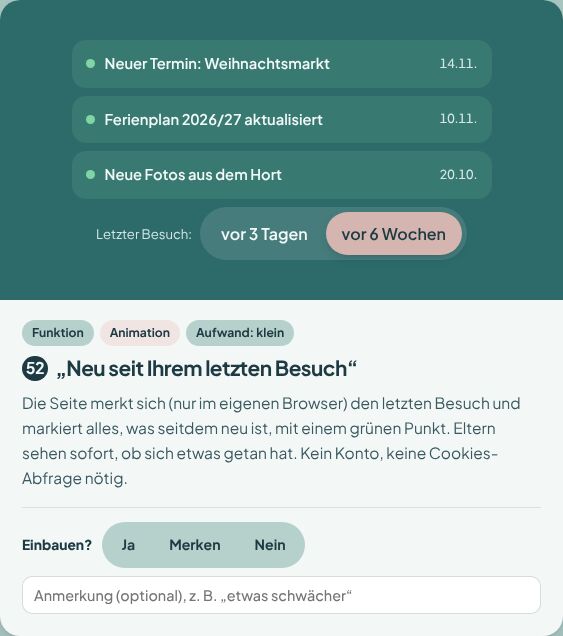 Neuer Termin: Weihnachtsmarkt 14.11.
Ferienplan 2026/27 aktualisiert 10.11.
Neue Fotos aus dem Hort 20.10.
Letzter Besuch: vor 3 Tagen vor 6 Wochen
Funktion Animation Aufwand: klein
52 „Neu seit Ihrem letzten Besuch“
Die Seite merkt sich (nur im eigenen Browser) den letzten Besuch und
markiert alles, was seitdem neu ist, mit einem grünen Punkt. Eltern
sehen sofort, ob sich etwas getan hat. Kein Konto, keine Cookies-
Abfrage nötig.
Einbauen? Ja Merken Nein
Anmerkung (optional), z. B. „etwas schwächer“